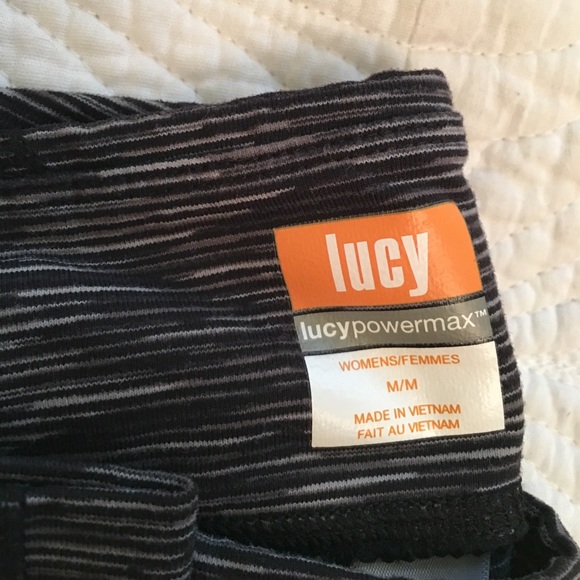 lucy
lucypowermax™
WOMENS/FEMMES
M/M
MADE IN VIETNAM
FAIT AU VIETNAM